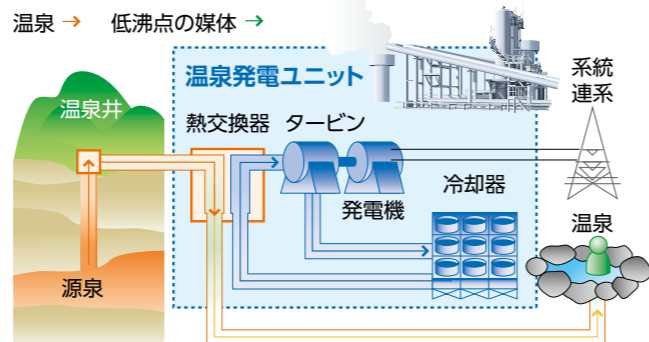 温泉→ 低沸点の媒体→
温泉発電ユニット
系統
連系
温泉井
熱交換器 タービン
発電機
冷却器
温泉
源泉